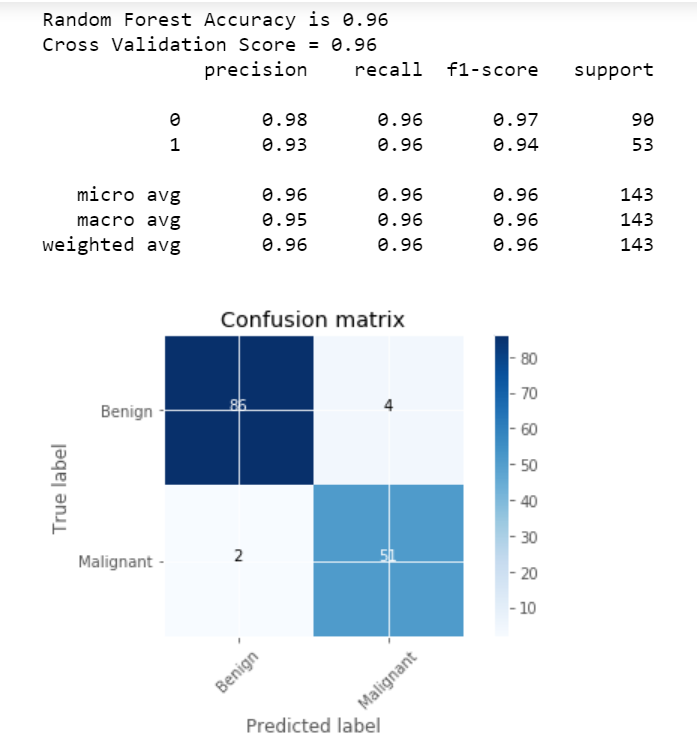 Random Forest Accuracy is 0.96
Cross Validation Score = 0.96
precision recall f1-score support
0 0.98 0.96 0.97 90
1 0.93 0.96 0.94 53
micro avg 0.96 0.96 0.96 143
macro avg 0.95 0.96 0.96 143
weighted avg 0.96 0.96 0.96 143
Confusion matrix
80
70
60
50
40
30
20
10
True label
Benign 86 4
Malignant 2 51
Benign Malignant
Predicted label